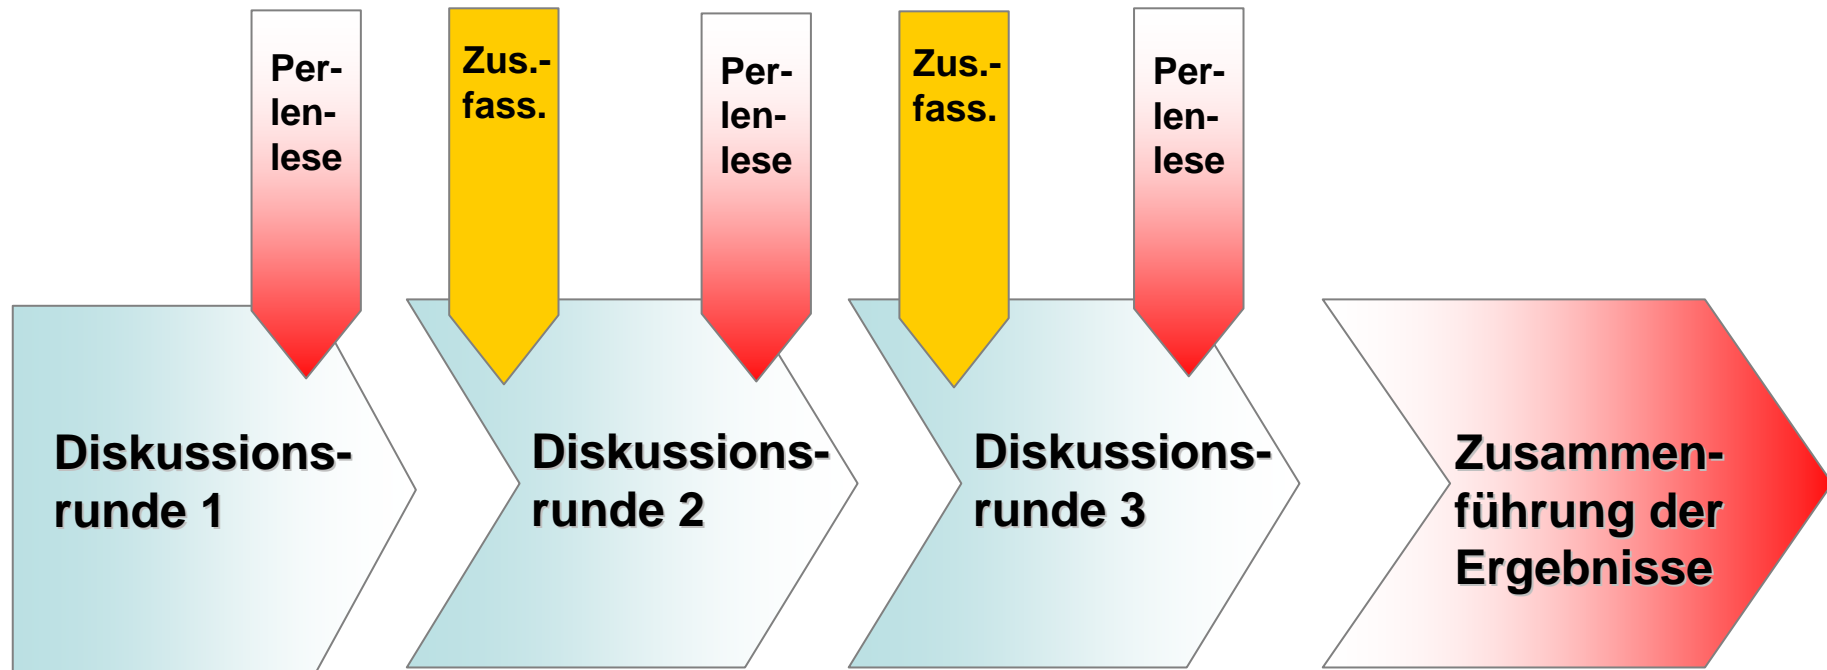 Per-
len-
lese
Zus.-
fass.
Per-
len-
lese
Zus.-
fass.
Per-
len-
lese
Diskussions-
runde 1
Diskussions-
runde 2
Diskussions-
runde 3
Zusammen-
führung der
Ergebnisse